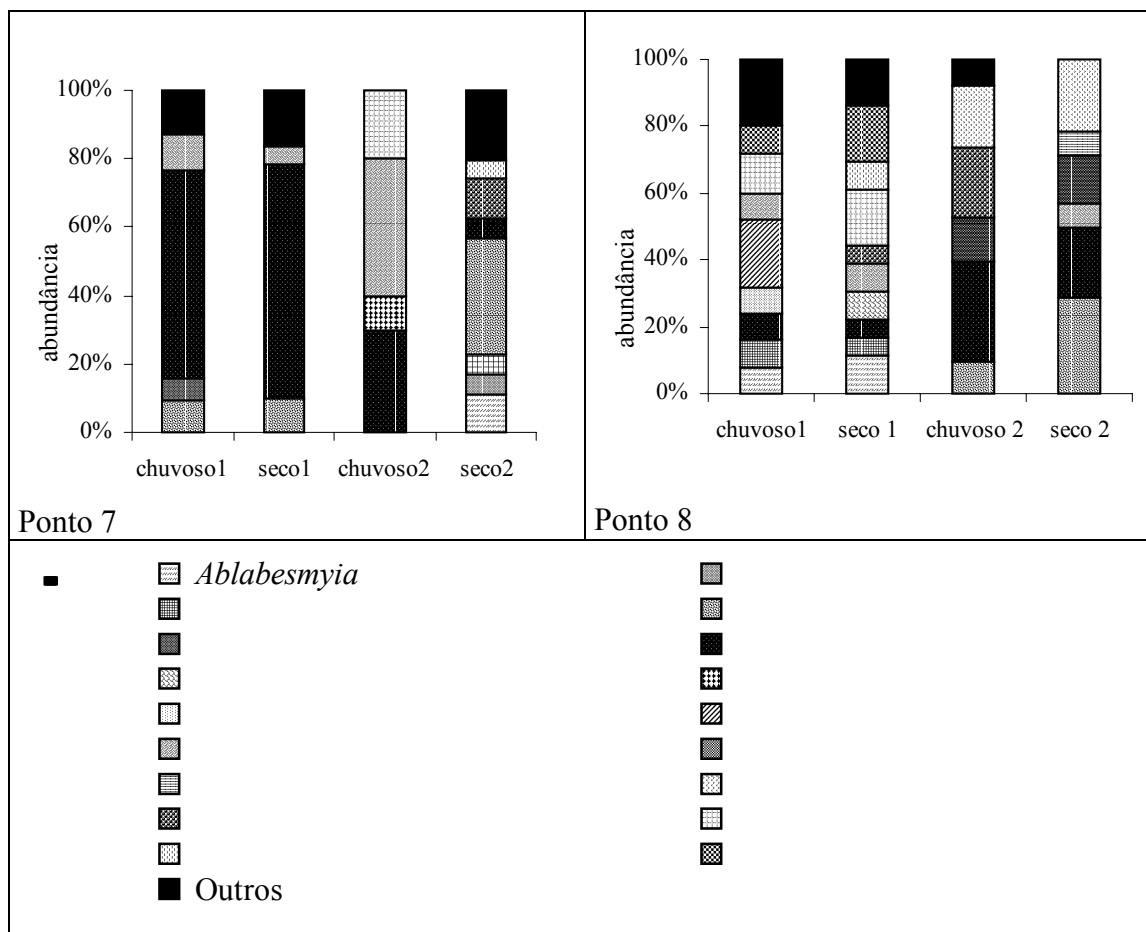 100%
80%
60%
40%
20%
0%
abundância
chuvoso1 seco1 chuvoso2 seco2
Ponto 7
100%
80%
60%
40%
20%
0%
abundância
chuvoso1 seco 1 chuvoso 2 seco 2
Ponto 8
Ablabesmyia
Outros